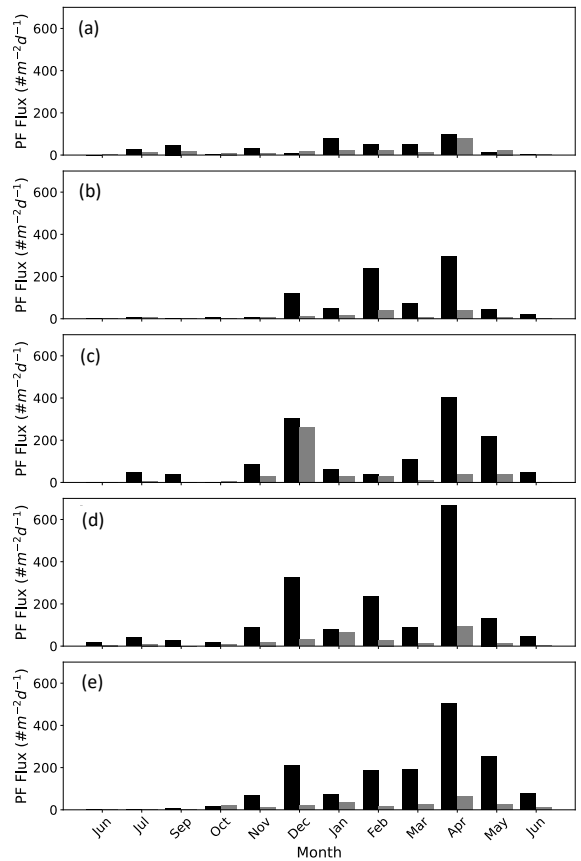 (a)
PF Flux (#m⁻²d⁻¹)
600
400
200
0
(b)
PF Flux (#m⁻²d⁻¹)
600
400
200
0
(c)
PF Flux (#m⁻²d⁻¹)
600
400
200
0
(d)
PF Flux (#m⁻²d⁻¹)
600
400
200
0
(e)
PF Flux (#m⁻²d⁻¹)
600
400
200
0
Jun Jul Sep Oct Nov Dec Jan Feb Mar Apr May Jun
Month